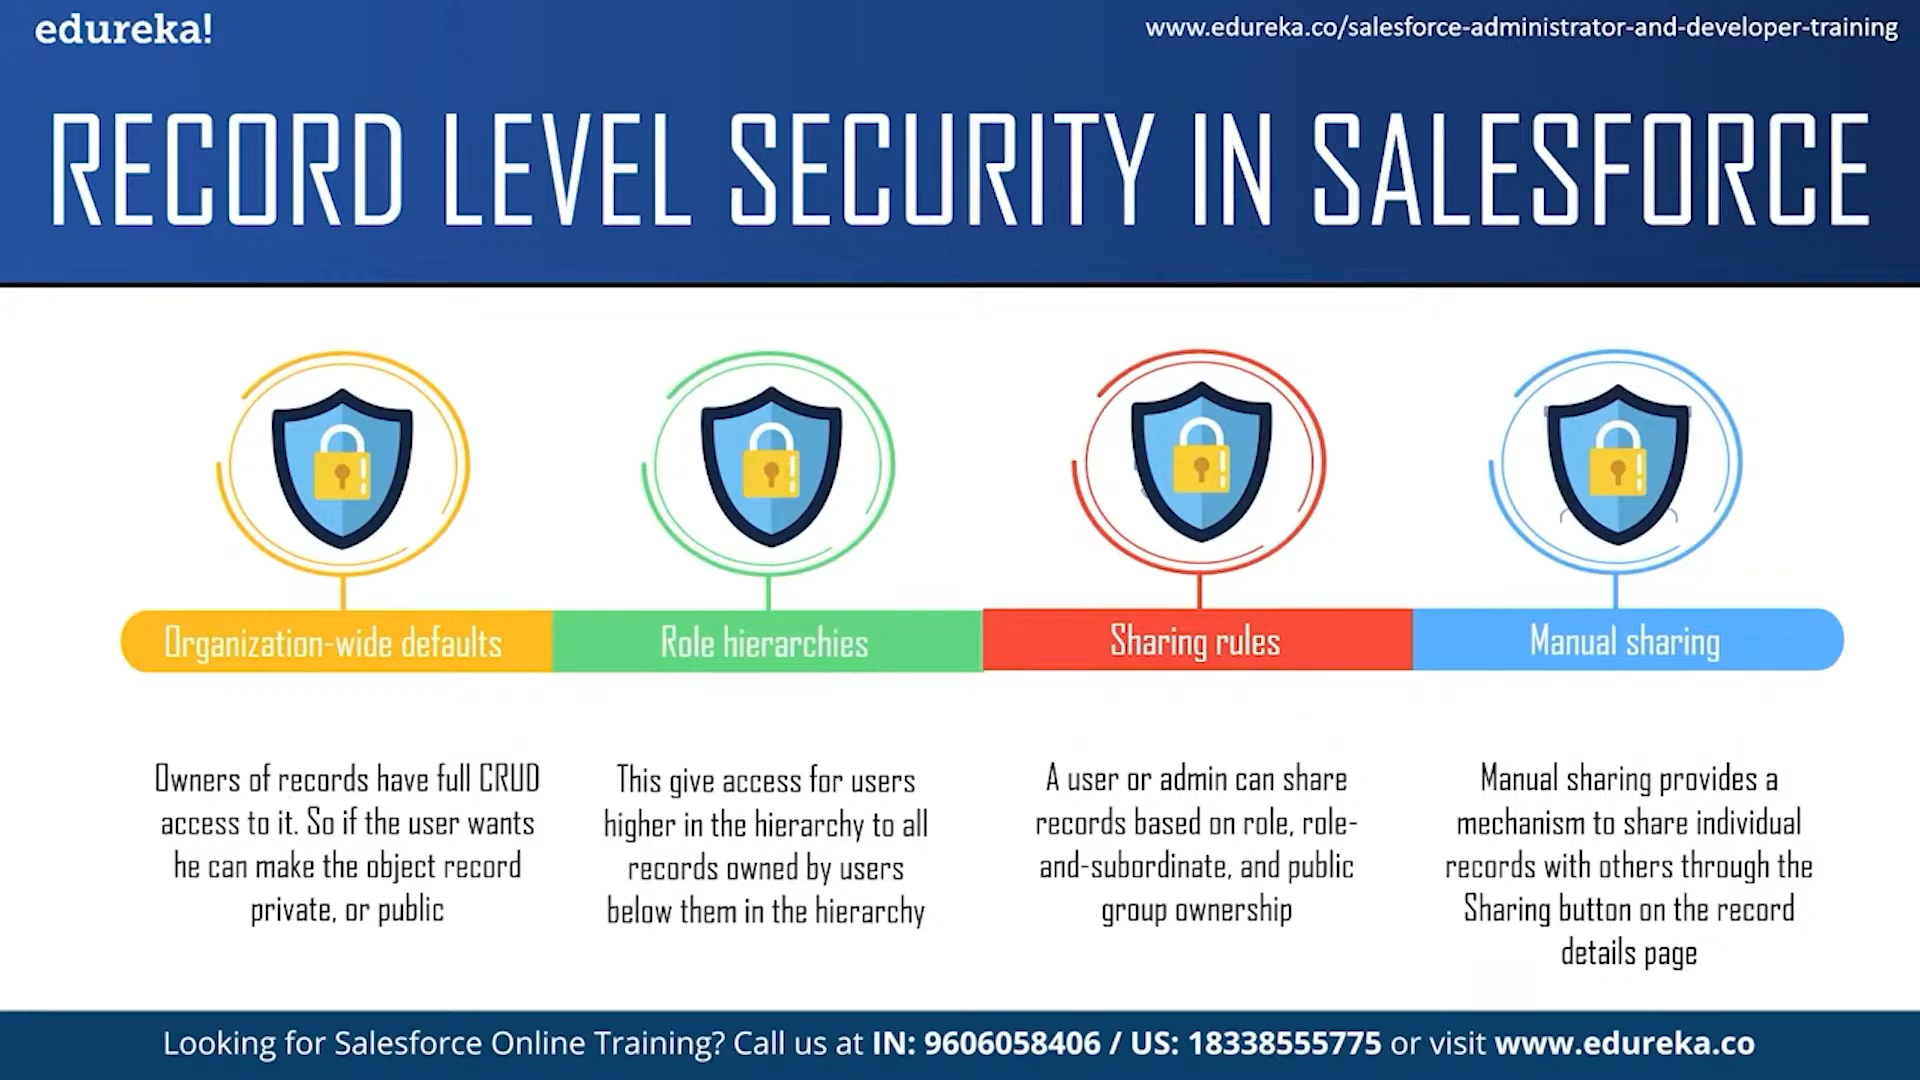 edureka!
www.edureka.co/salesforce-administrator-and-developer-training
RECORD LEVEL SECURITY IN SALESFORCE
Organization-wide defaults
Role hierarchies
Sharing rules
Manual sharing
Owners of records have full CRUD
access to it. So if the user wants
he can make the object record
private, or public
This give access for users
higher in the hierarchy to all
records owned by users
below them in the hierarchy
A user or admin can share
records based on role, role-
and-subordinate, and public
group ownership
Manual sharing provides a
mechanism to share individual
records with others through the
Sharing button on the record
details page
Looking for Salesforce Online Training? Call us at IN: 9606058406 / US: 18338555775 or visit www.edureka.co